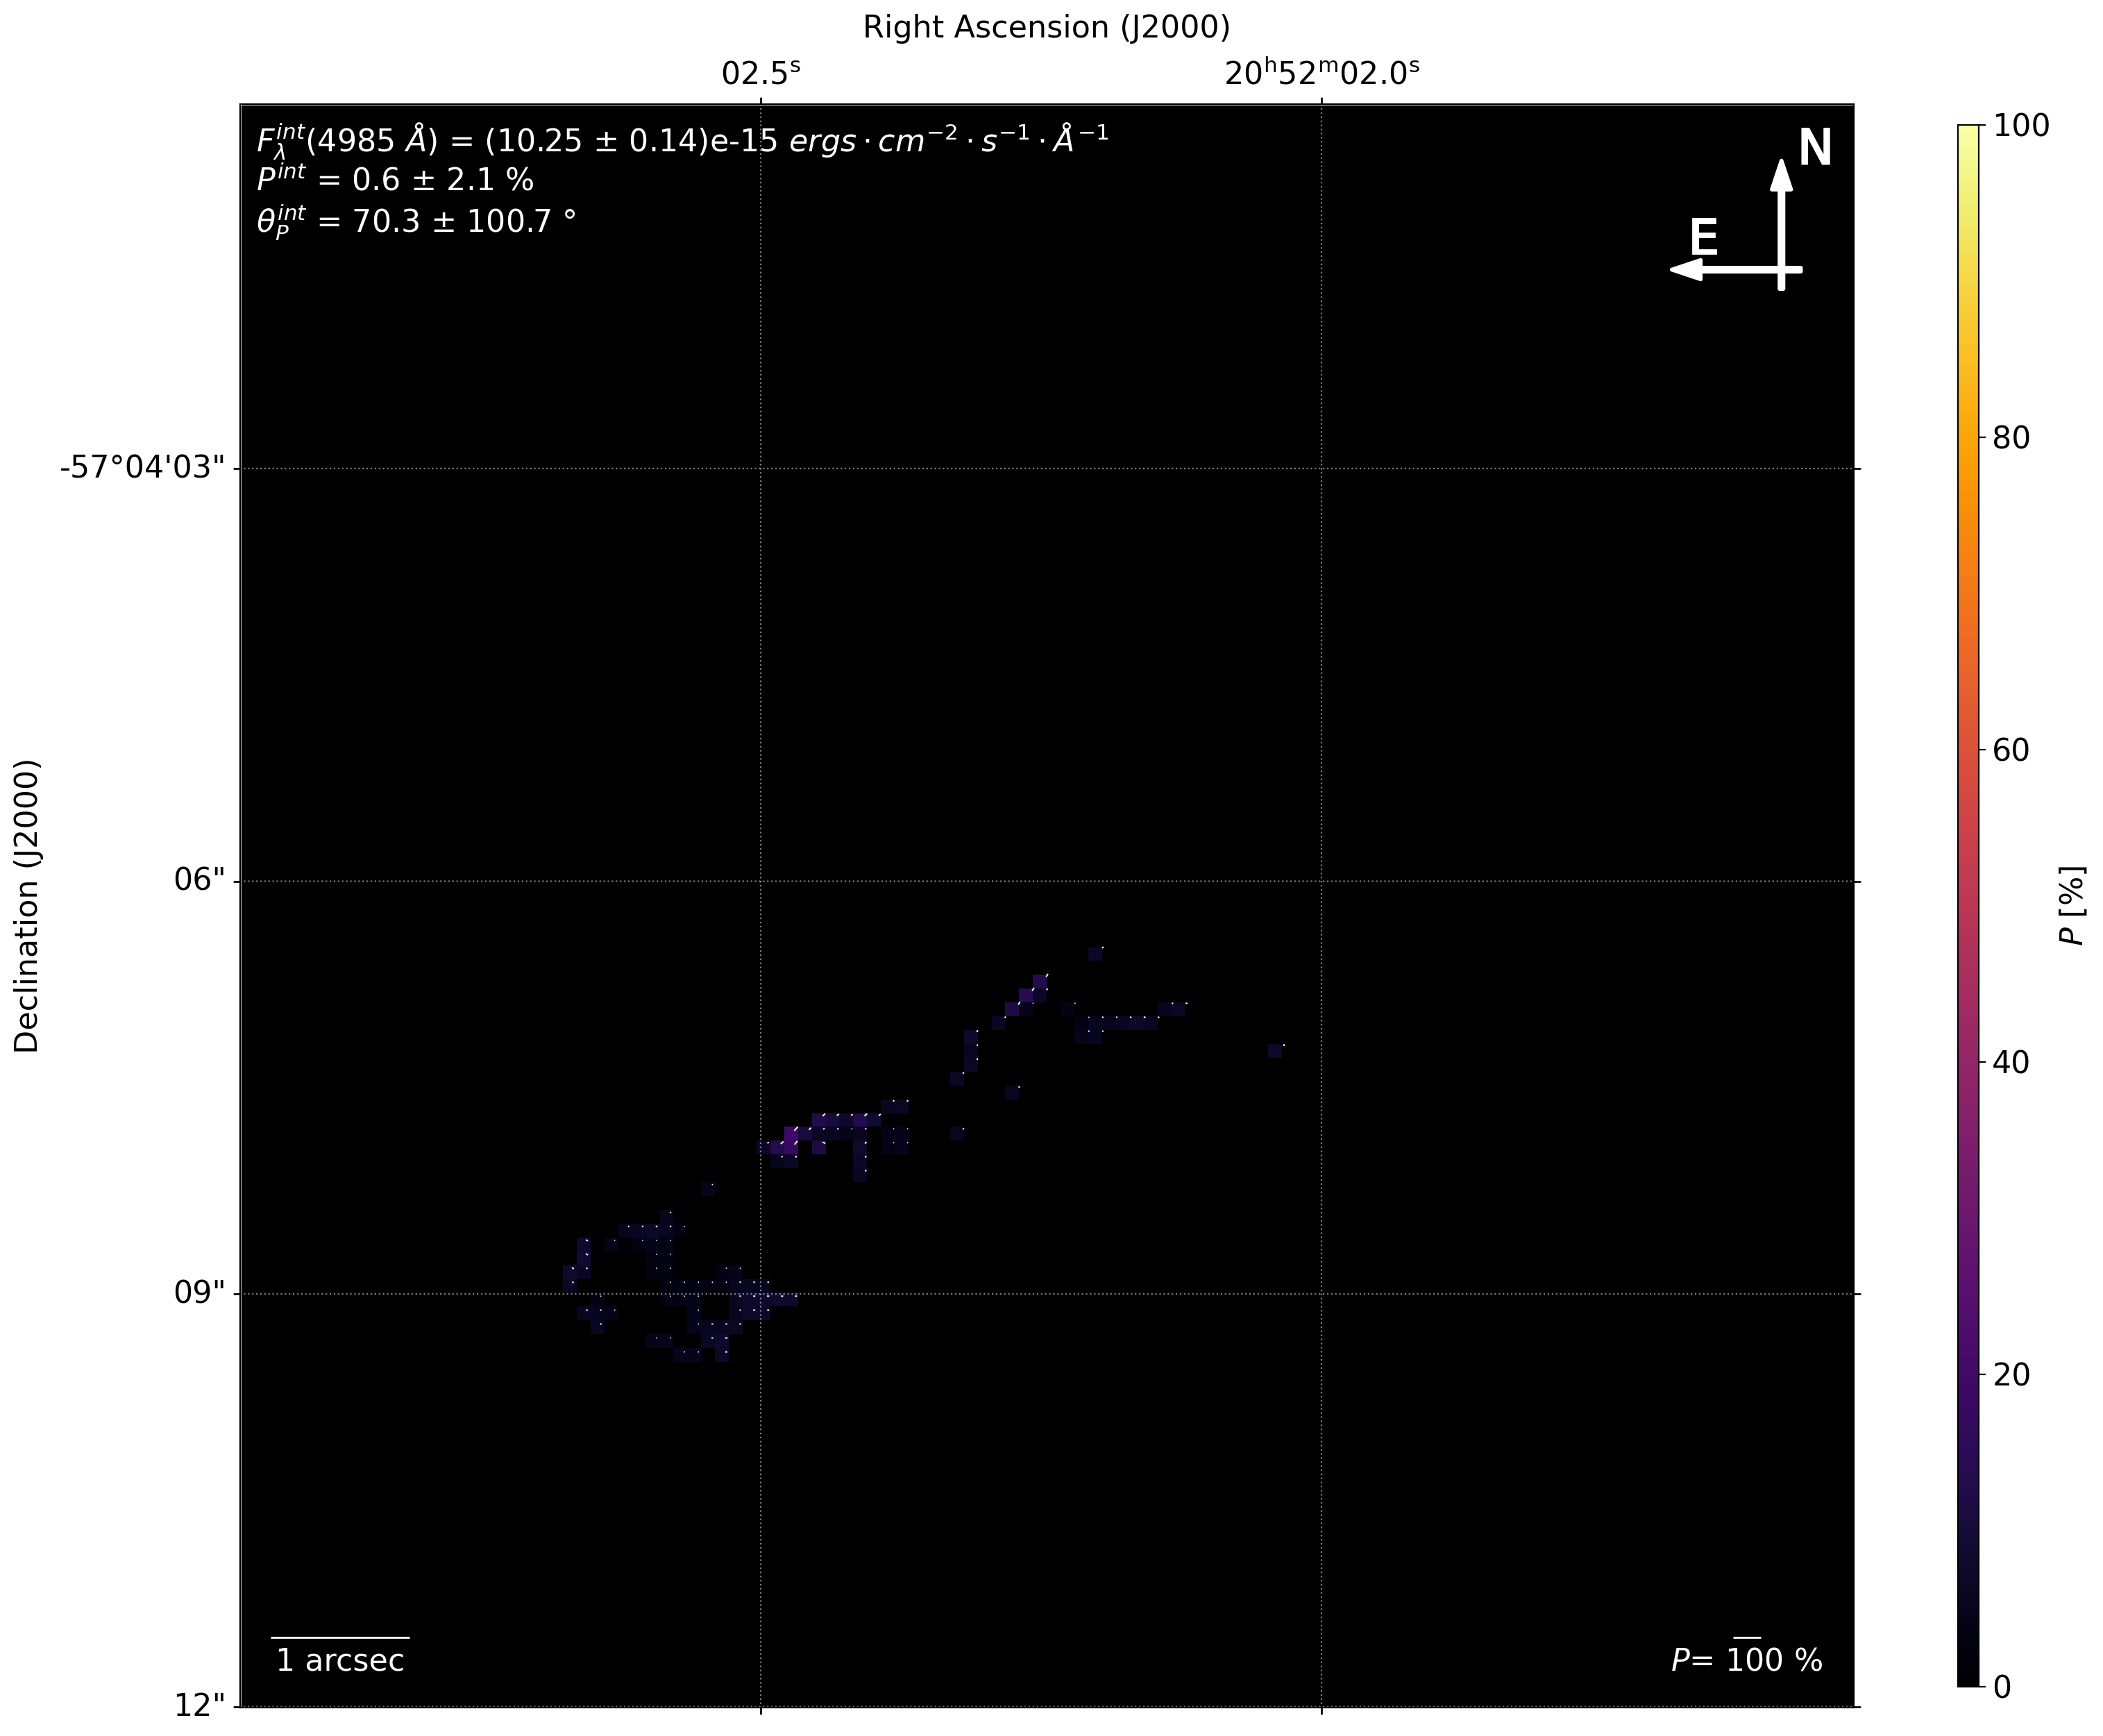 Right Ascension (J2000)
02.5ˢ
20ʰ52ᵐ02.0ˢ
F_λ^int(4985 Å) = (10.25 ± 0.14)e-15 ergs · cm⁻² · s⁻¹ · Å⁻¹
P^int = 0.6 ± 2.1 %
θ_P^int = 70.3 ± 100.7 °
N
E
-57°04'03"
06"
09"
12"
Declination (J2000)
1 arcsec
P= 100 %
100
80
60
40
20
0
P [%]